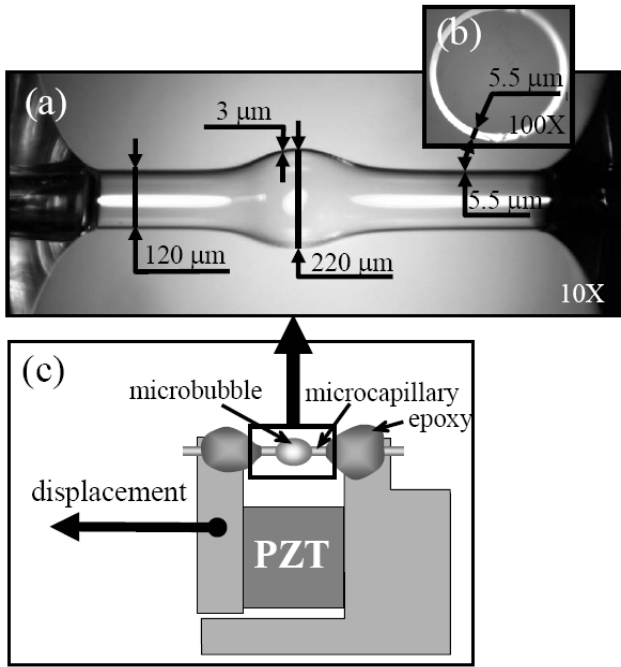 (b)
5.5 μm
100X
(a)
3 μm
120 μm
220 μm
5.5 μm
10X
(c)
microbubble
microcapillary
epoxy
displacement
PZT